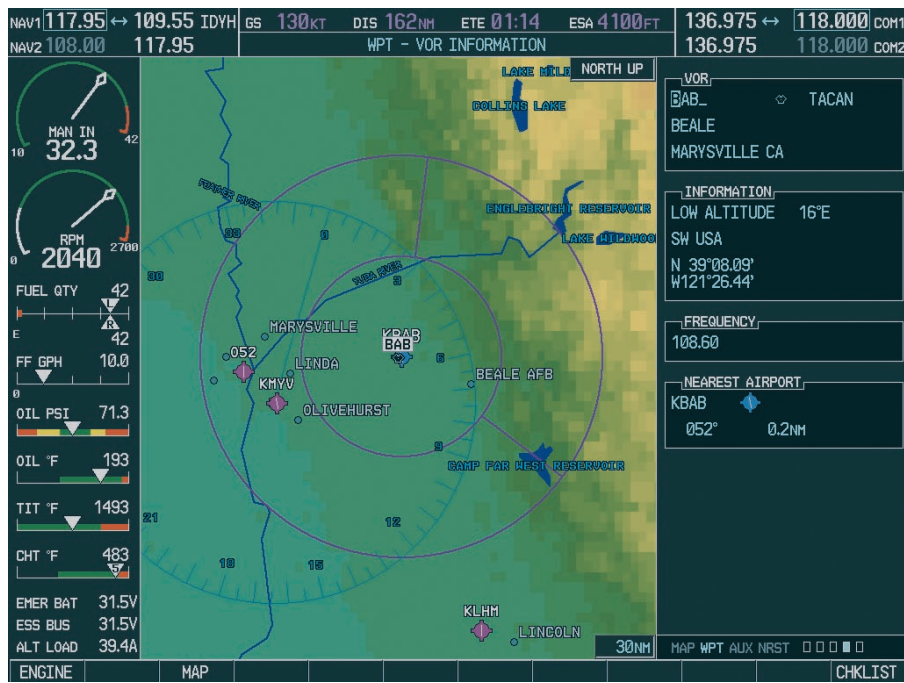 NAV1 117.95 ↔ 109.55 IDYH GS 130KT DIS 162NM ETE 01:14 ESA 4100FT 136.975 ↔ 118.000 COM1
NAV2 108.00 117.95 WPT - VOR INFORMATION 136.975 118.000 COM2
MAN IN
10 42
32.3
RPM
0 2700
2040
FUEL QTY 42
L
R
E 42
FF GPH 10.0
0
OIL PSI 71.3
OIL °F 193
TIT °F 1493
CHT °F 483
5
EMER BAT 31.5V
ESS BUS 31.5V
ALT LOAD 39.4A
NORTH UP
COLLINS LAKE
ENGLEBRIGHT RESERVOIR
LAKE WILDWOO
YUBA RIVER
33
0
30
3
MARYSVILLE
BAB
6
O52
LINDA
BEALE AFB
KMYV
OLIVEHURST
9
CAMP FAR WEST RESERVOIR
21
12
18
15
KLHM
LINCOLN
30NM
VOR
BAB_ TACAN
BEALE
MARYSVILLE CA
INFORMATION
LOW ALTITUDE 16°E
SW USA
N 39°08.09'
W121°26.44'
FREQUENCY
108.60
NEAREST AIRPORT
KBAB
052° 0.2NM
MAP WPT AUX NRST
ENGINE MAP CHKLIST